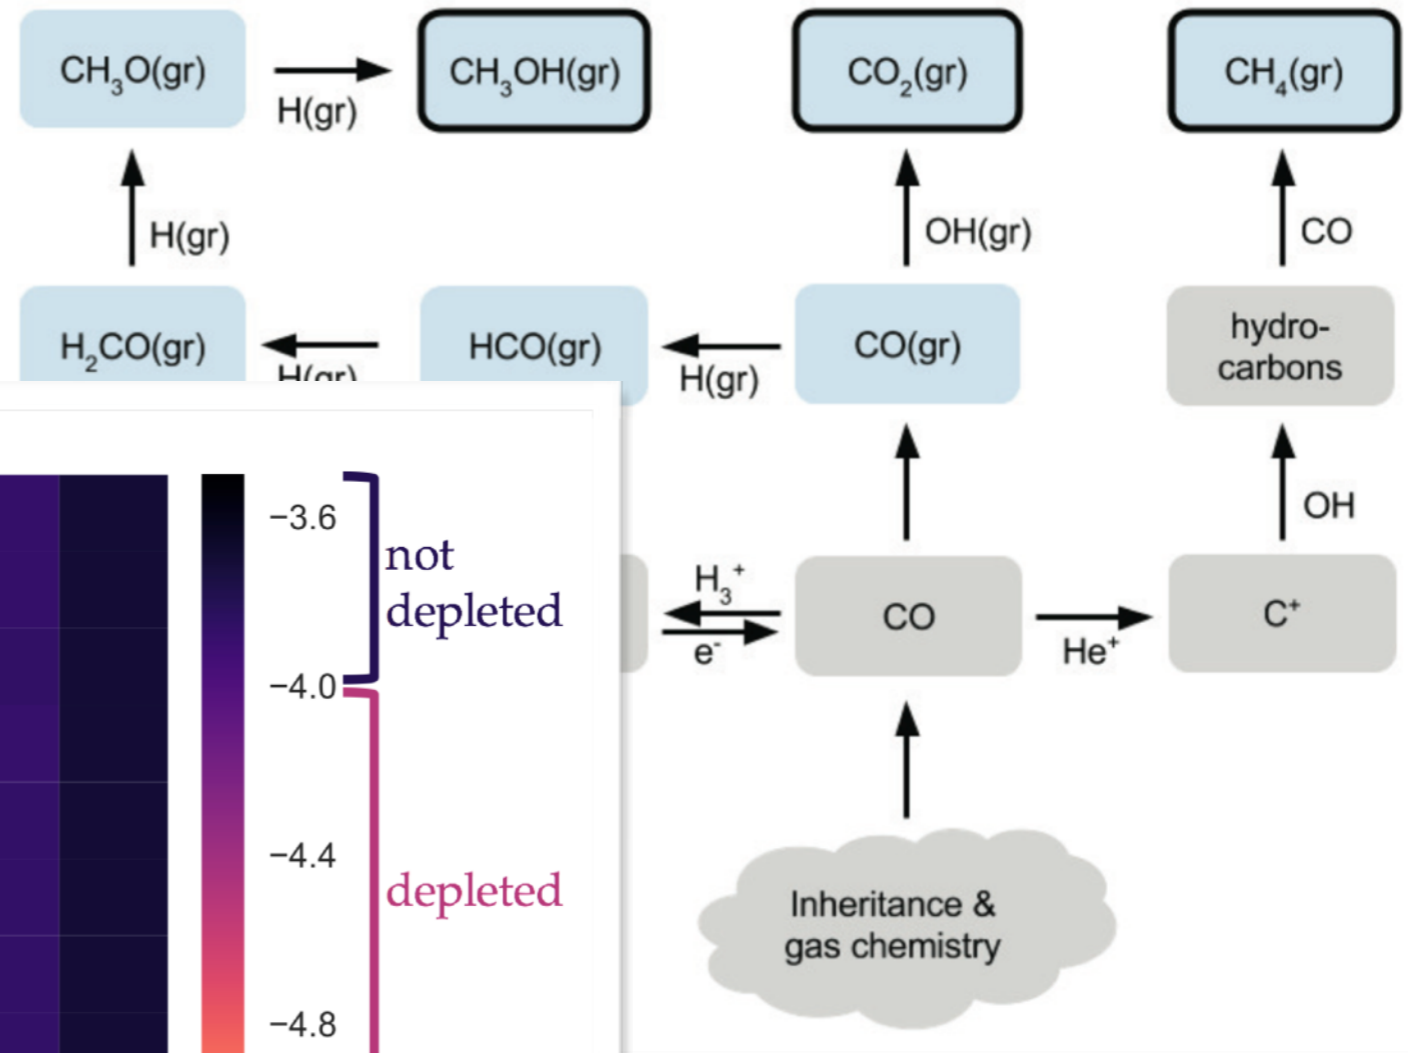 CH₃O(gr)
H(gr)
CH₃OH(gr)
CO₂(gr)
CH₄(gr)
H(gr)
OH(gr)
CO
H₂CO(gr)
H(gr)
HCO(gr)
H(gr)
CO(gr)
hydro-
carbons
OH
H₃⁺
e⁻
CO
He⁺
C⁺
Inheritance &
gas chemistry
−3.6
−4.0
−4.4
−4.8
not
depleted
depleted